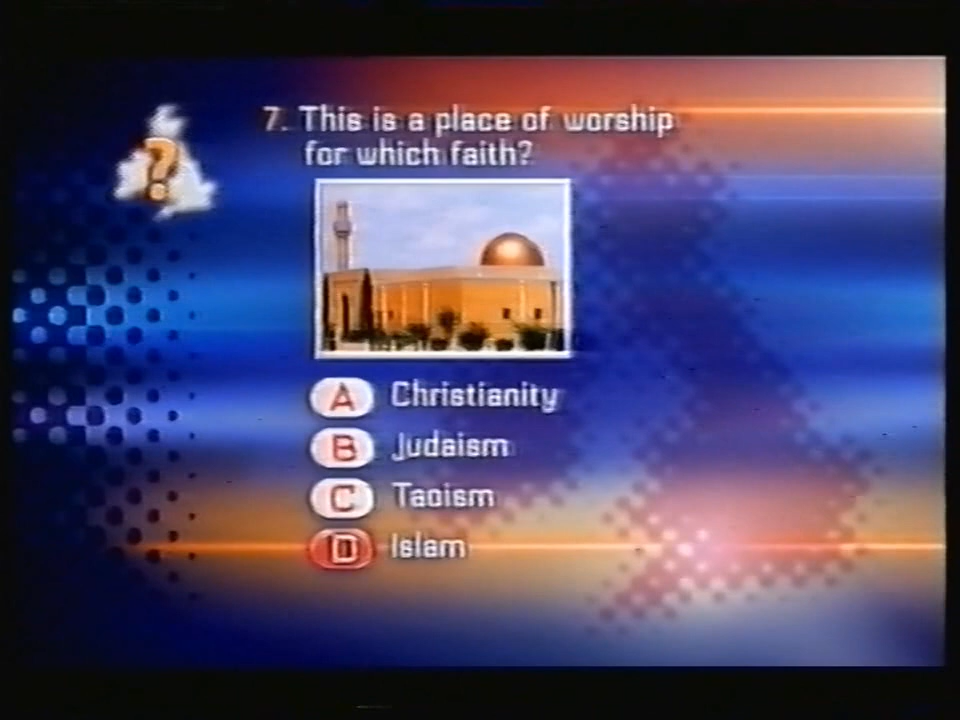 7. This is a place of worship
for which faith?
A Christianity
B Judaism
C Taoism
D Islam